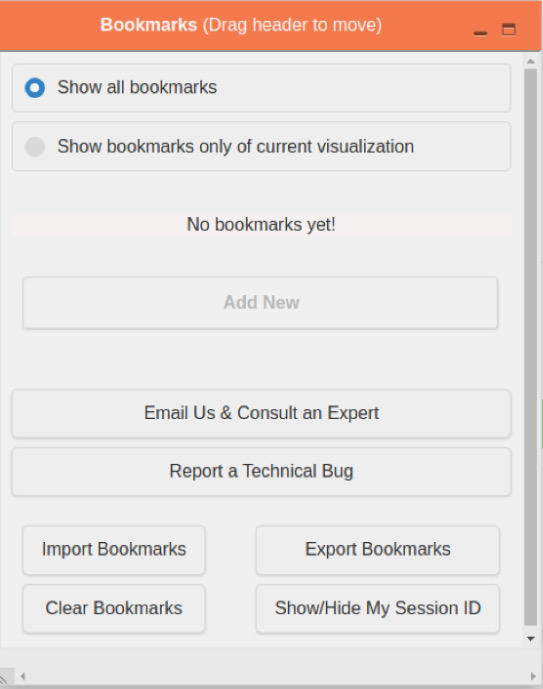 Bookmarks (Drag header to move)
Show all bookmarks
Show bookmarks only of current visualization
No bookmarks yet!
Add New
Email Us & Consult an Expert
Report a Technical Bug
Import Bookmarks
Export Bookmarks
Clear Bookmarks
Show/Hide My Session ID